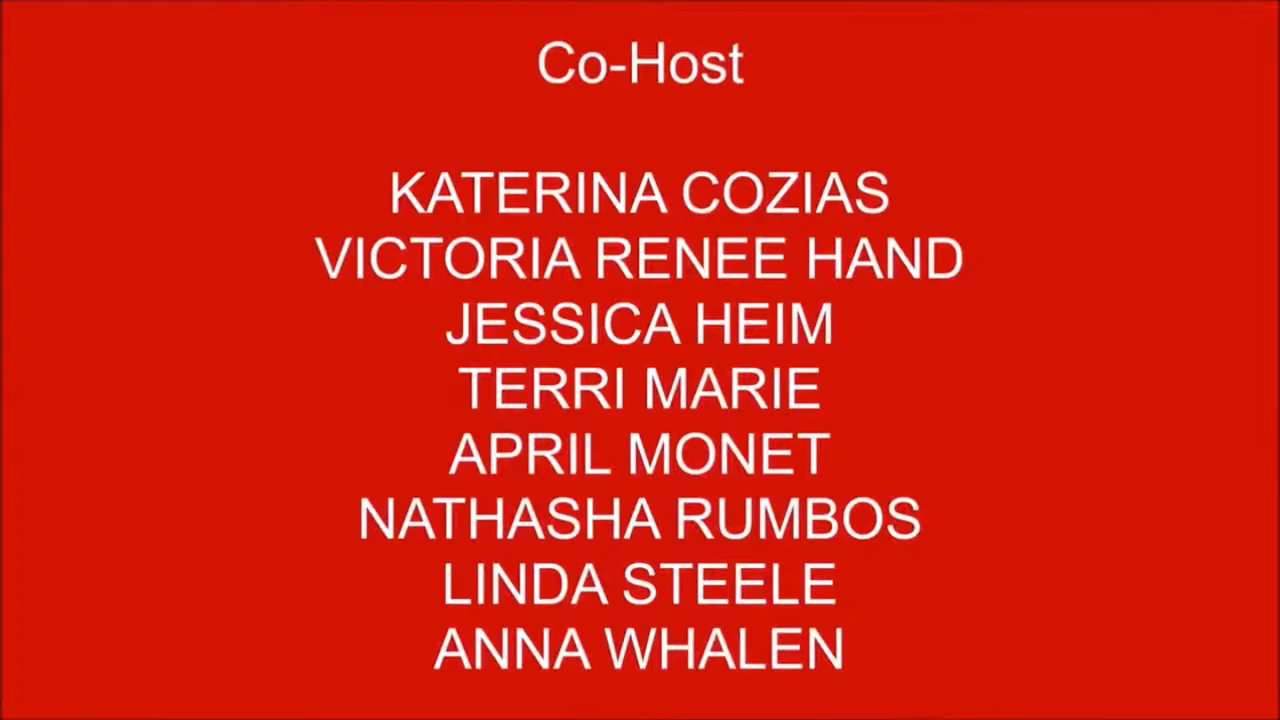 Co-Host
KATERINA COZIAS
VICTORIA RENEE HAND
JESSICA HEIM
TERRI MARIE
APRIL MONET
NATHASHA RUMBOS
LINDA STEELE
ANNA WHALEN